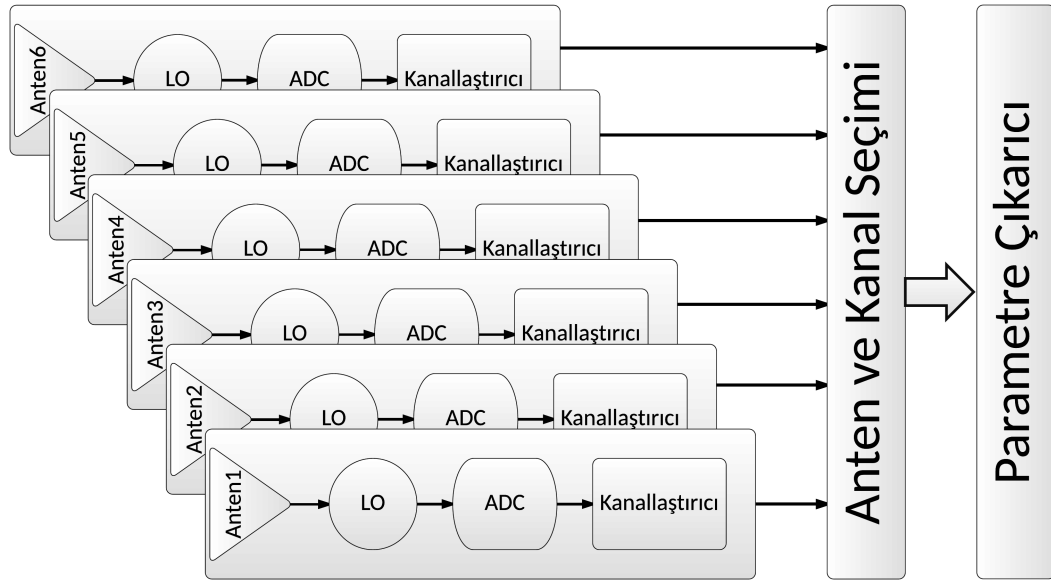 Anten6
LO
ADC
Kanallaştırıcı
Anten5
LO
ADC
Kanallaştırıcı
Anten4
LO
ADC
Kanallaştırıcı
Anten3
LO
ADC
Kanallaştırıcı
Anten2
LO
ADC
Kanallaştırıcı
Anten1
LO
ADC
Kanallaştırıcı
Anten ve Kanal Seçimi
Parametre Çıkarıcı